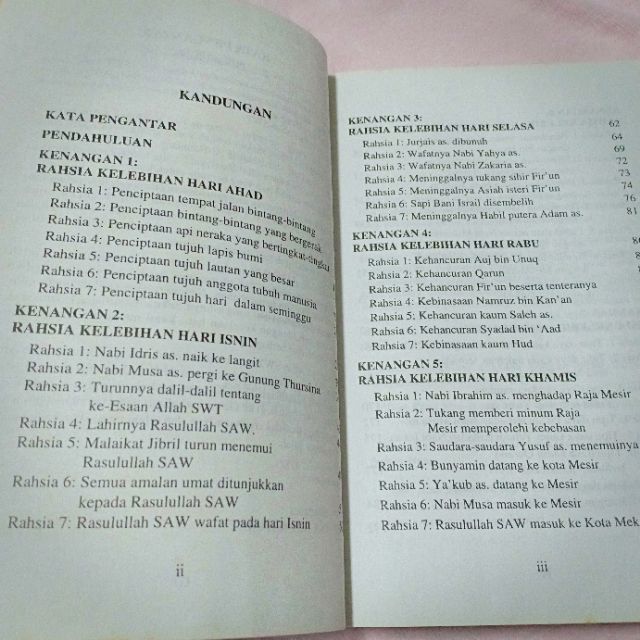 KANDUNGAN
KATA PENGANTAR
PENDAHULUAN
KENANGAN 1:
RAHSIA KELEBIHAN HARI AHAD
Rahsia 1: Penciptaan tempat jalan bintang-bintang
Rahsia 2: Penciptaan bintang-bintang yang bergerak
Rahsia 3: Penciptaan api neraka yang bertingkat-tingkat
Rahsia 4: Penciptaan tujuh lapis bumi
Rahsia 5: Penciptaan tujuh lautan yang besar
Rahsia 6: Penciptaan tujuh anggota tubuh manusia
Rahsia 7: Penciptaan tujuh hari dalam seminggu
KENANGAN 2:
RAHSIA KELEBIHAN HARI ISNIN
Rahsia 1: Nabi Idris as. naik ke langit
Rahsia 2: Nabi Musa as. pergi ke Gunung Thursina
Rahsia 3: Turunnya dalil-dalil tentang
ke-Esaan Allah SWT
Rahsia 4: Lahirnya Rasulullah SAW.
Rahsia 5: Malaikat Jibril turun menemui
Rasulullah SAW
Rahsia 6: Semua amalan umat ditunjukkan
kepada Rasulullah SAW
Rahsia 7: Rasulullah SAW wafat pada hari Isnin
ii
KENANGAN 3:
RAHSIA KELEBIHAN HARI SELASA 62
Rahsia 1: Jurjais as. dibunuh 64
Rahsia 2: Wafatnya Nabi Yahya as. 69
Rahsia 3: Wafatnya Nabi Zakaria as. 72
Rahsia 4: Meninggalnya tukang sihir Fir'un 73
Rahsia 5: Meninggalnya Asiah isteri Fir'un 74
Rahsia 6: Sapi Bani Israil disembelih 76
Rahsia 7: Meninggalnya Habil putera Adam as. 81
KENANGAN 4:
RAHSIA KELEBIHAN HARI RABU
Rahsia 1: Kehancuran Auj bin Unuq
Rahsia 2: Kehancuran Qarun
Rahsia 3: Kehancuran Fir'un beserta tenteranya
Rahsia 4: Kebinasaan Namruz bin Kan'an
Rahsia 5: Kehancuran kaum Saleh as.
Rahsia 6: Kehancuran Syadad bin 'Aad
Rahsia 7: Kebinasaan kaum Hud
KENANGAN 5:
RAHSIA KELEBIHAN HARI KHAMIS
Rahsia 1: Nabi Ibrahim as. menghadap Raja Mesir
Rahsia 2: Tukang memberi minum Raja
Mesir memperolehi kebebasan
Rahsia 3: Saudara-saudara Yusuf as. menemuinya
Rahsia 4: Bunyamin datang ke kota Mesir
Rahsia 5: Ya'kub as. datang ke Mesir
Rahsia 6: Nabi Musa masuk ke Mesir
Rahsia 7: Rasulullah SAW masuk ke Kota Mek
iii